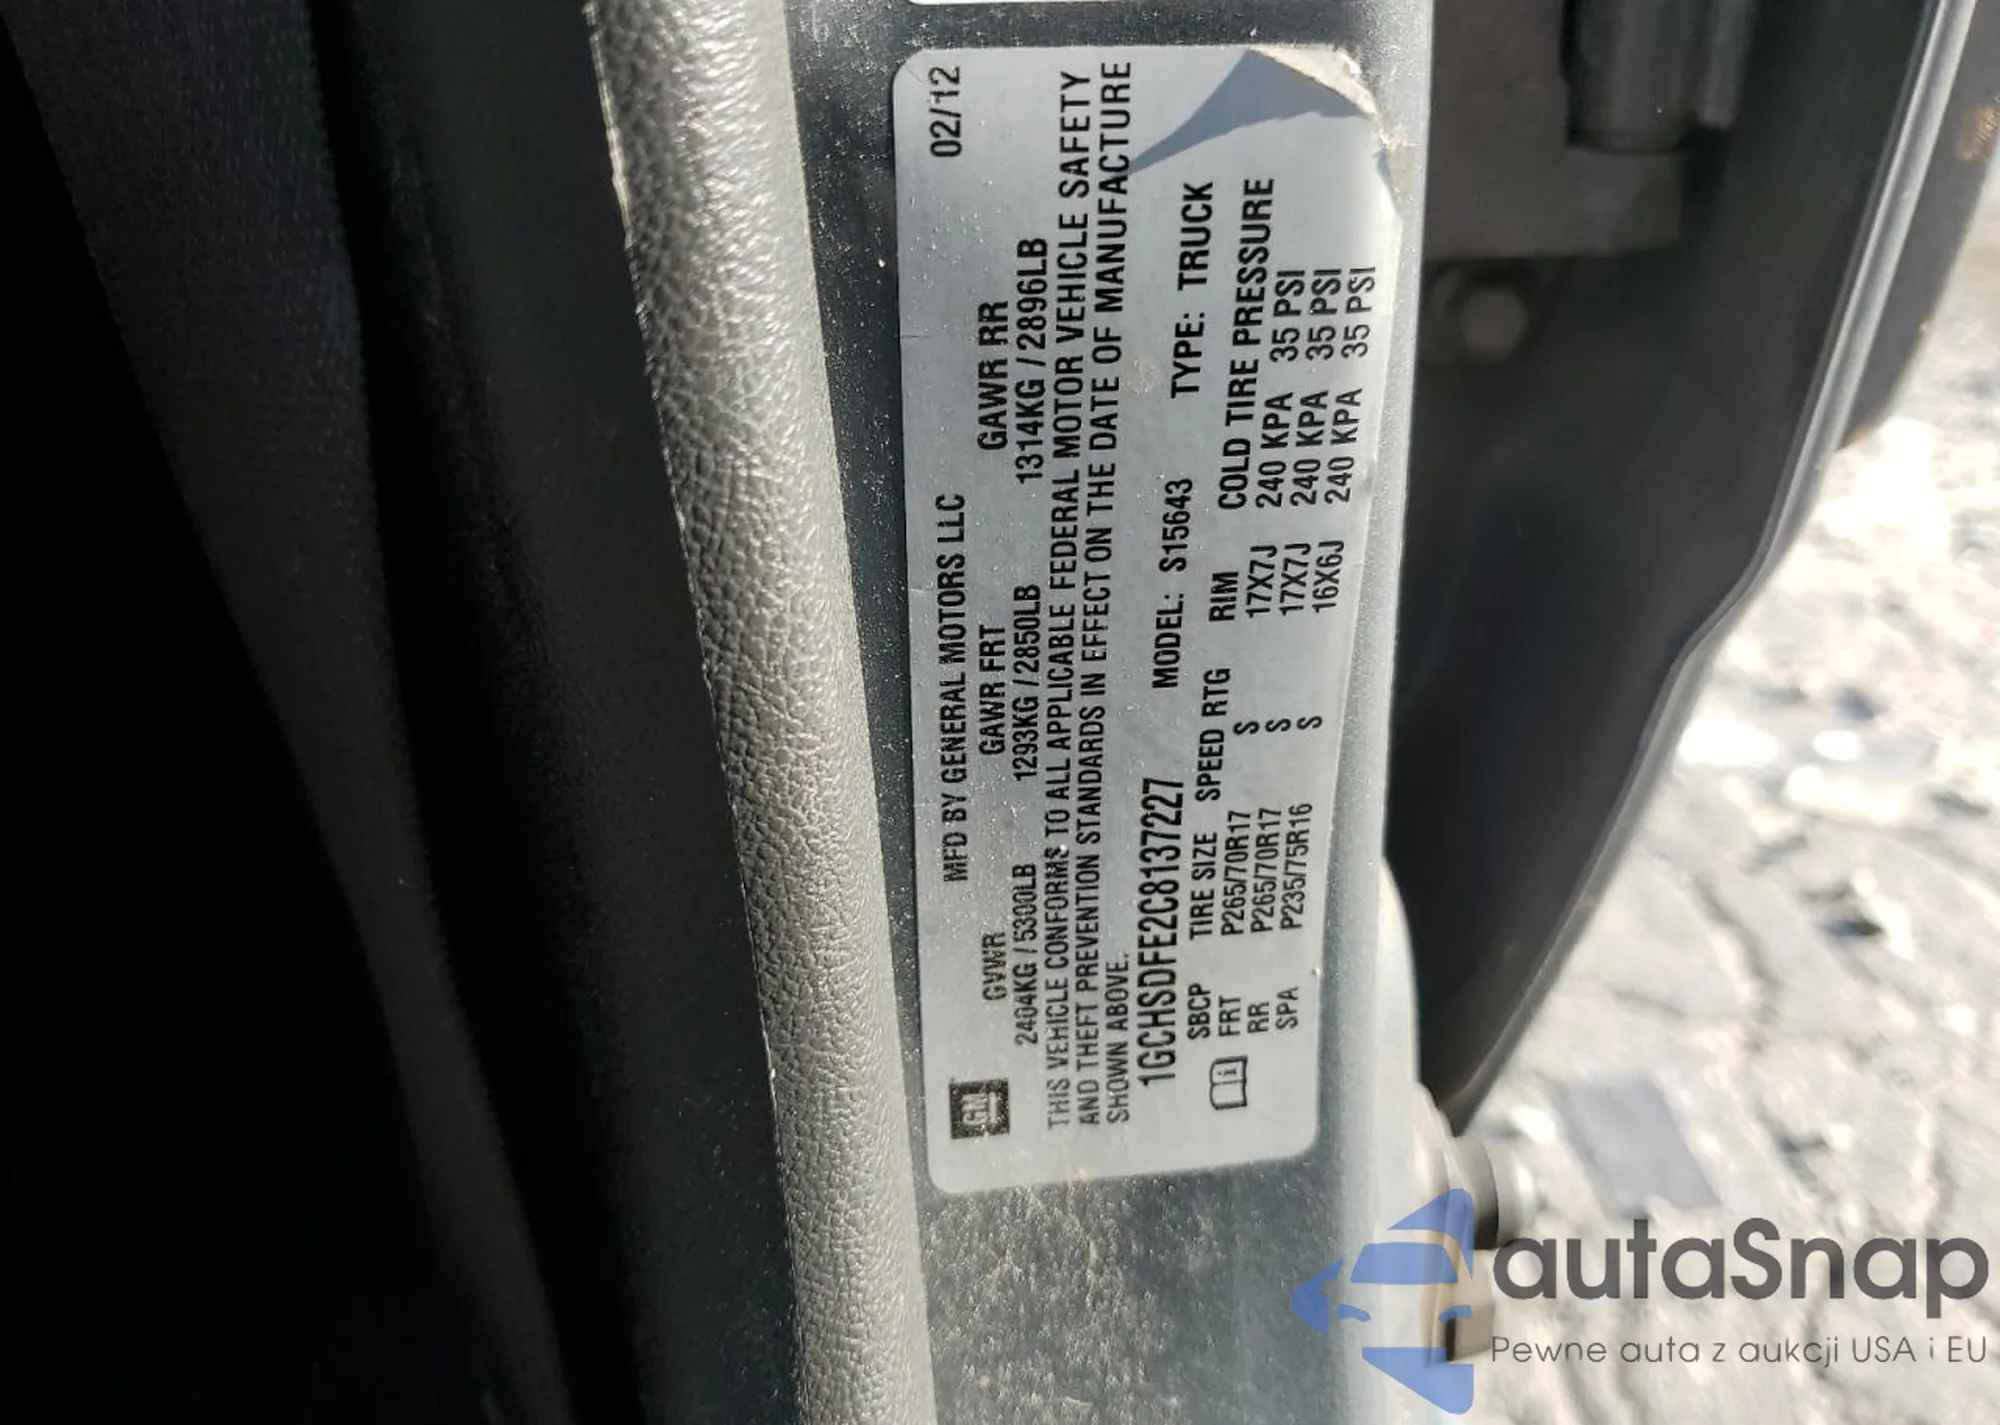 MFD BY GENERAL MOTORS LLC 02/12
GM
GVWR GAWR FRT GAWR RR
2404KG / 5300LB 1293KG / 2850LB 1314KG / 2896LB
THIS VEHICLE CONFORMS TO ALL APPLICABLE FEDERAL MOTOR VEHICLE SAFETY
AND THEFT PREVENTION STANDARDS IN EFFECT ON THE DATE OF MANUFACTURE
SHOWN ABOVE.
1GCHSDFE2C8137227 MODEL: S15643 TYPE: TRUCK
SBCP TIRE SIZE SPEED RTG RIM COLD TIRE PRESSURE
FRT P265/70R17 S 17X7J 240 KPA 35 PSI
RR P265/70R17 S 17X7J 240 KPA 35 PSI
SPA P235/75R16 S 16X6J 240 KPA 35 PSI
autaSnap
Pewne auta z aukcji USA i EU